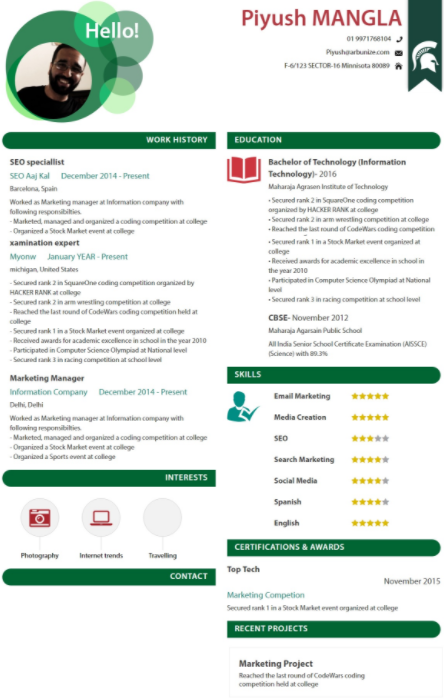 Hello!
Piyush MANGLA
01 9971768104
Piyush@arbunize.com
F-6/123 SECTOR-16 Minnisuta 80089
WORK HISTORY
SEO speciallist
SEO Aaj Kal December 2014 - Present
Barcelona, Spain
Worked as Marketing manager at Information company with
following responsibilties.
- Marketed, managed and organized a coding competition at college
- Organized a Stock Market event at college
xamination expert
Myonw January YEAR - Present
michigan, United States
- Secured rank 2 in SquareOne coding competition organized by
HACKER RANK at college
- Secured rank 2 in arm wrestling competition at college
- Reached the last round of CodeWars coding competition held at
college
- Secured rank 1 in a Stock Market event organized at college
- Received awards for academic excellence in school in the year 2010
- Participated in Computer Science Olympiad at National level
- Secured rank 3 in racing competition at school level
Marketing Manager
Information Company December 2014 - Present
Delhi, Delhi
Worked as Marketing manager at Information company with
following responsibilties.
- Marketed, managed and organized a coding competition at college
- Organized a Stock Market event at college
- Organized a Sports event at college
INTERESTS
Photography Internet trends Travelling
CONTACT
EDUCATION
Bachelor of Technology (Information
Technology)- 2016
Maharaja Agrasen Institute of Technology
• Secured rank 2 in SquareOne coding competition
organized by HACKER RANK at college
• Secured rank 2 in arm wrestling competition at college
• Reached the last round of CodeWars coding competition
• Secured rank 1 in a Stock Market event organized at
college
• Received awards for academic excellence in school in
the year 2010
• Participated in Computer Science Olympiad at National
level
• Secured rank 3 in racing competition at school level
CBSE- November 2012
Maharaja Agarsain Public School
All India Senior School Certificate Examination (AISSCE)
(Science) with 89.3%
SKILLS
Email Marketing
Media Creation
SEO
Search Marketing
Social Media
Spanish
English
CERTIFICATIONS & AWARDS
Top Tech
November 2015
Marketing Competion
Secured rank 1 in a Stock Market event organized at college
RECENT PROJECTS
Marketing Project
Reached the last round of CodeWars coding
competition held at college